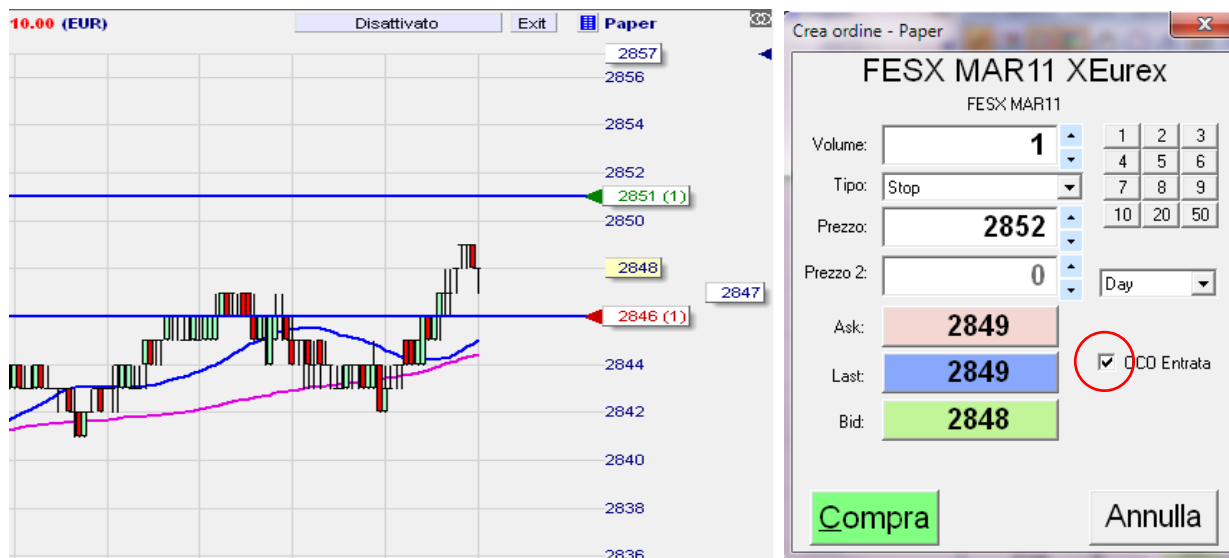 10.00 (EUR)
Disattivato
Exit
Paper
2857
2856
2854
2852
2851 (1)
2850
2848
2847
2846 (1)
2844
2842
2840
2838
2836
Crea ordine - Paper
X
FESX MAR11 XEurex
FESX MAR11
Volume:
1
1 2 3
4 5 6
Tipo:
Stop
7 8 9
10 20 50
Prezzo:
2852
Prezzo 2:
0
Day
Ask:
2849
OCO Entrata
Last:
2849
Bid:
2848
Compra
Annulla